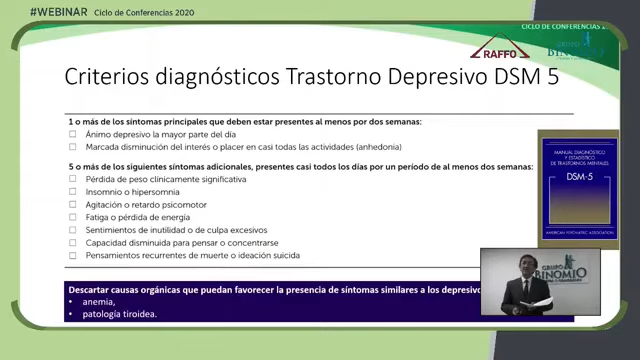 #WEBINAR Ciclo de Conferencias 2020
CICLO DE CONFERENCIAS
RAFFO
GRUPO
BINOMIO
Criterios diagnósticos Trastorno Depresivo DSM 5
1 o más de los síntomas principales que deben estar presentes al menos por dos semanas:
Ánimo depresivo la mayor parte del día
Marcada disminución del interés o placer en casi todas las actividades (anhedonia)
5 o más de los siguientes síntomas adicionales, presentes casi todos los días por un período de al menos dos semanas:
Pérdida de peso clínicamente significativa
Insomnio o hipersomnia
Agitación o retardo psicomotor
Fatiga o pérdida de energía
Sentimientos de inutilidad o de culpa excesivos
Capacidad disminuida para pensar o concentrarse
Pensamientos recurrentes de muerte o ideación suicida
MANUAL DIAGNÓSTICO
Y ESTADÍSTICO
DE TRASTORNOS MENTALES
DSM-5
AMERICAN PSYCHIATRIC ASSOCIATION
GRUPO
BINOMIO
Descartar causas orgánicas que puedan favorecer la presencia de síntomas similares a los depresivo
• anemia,
• patología tiroidea.